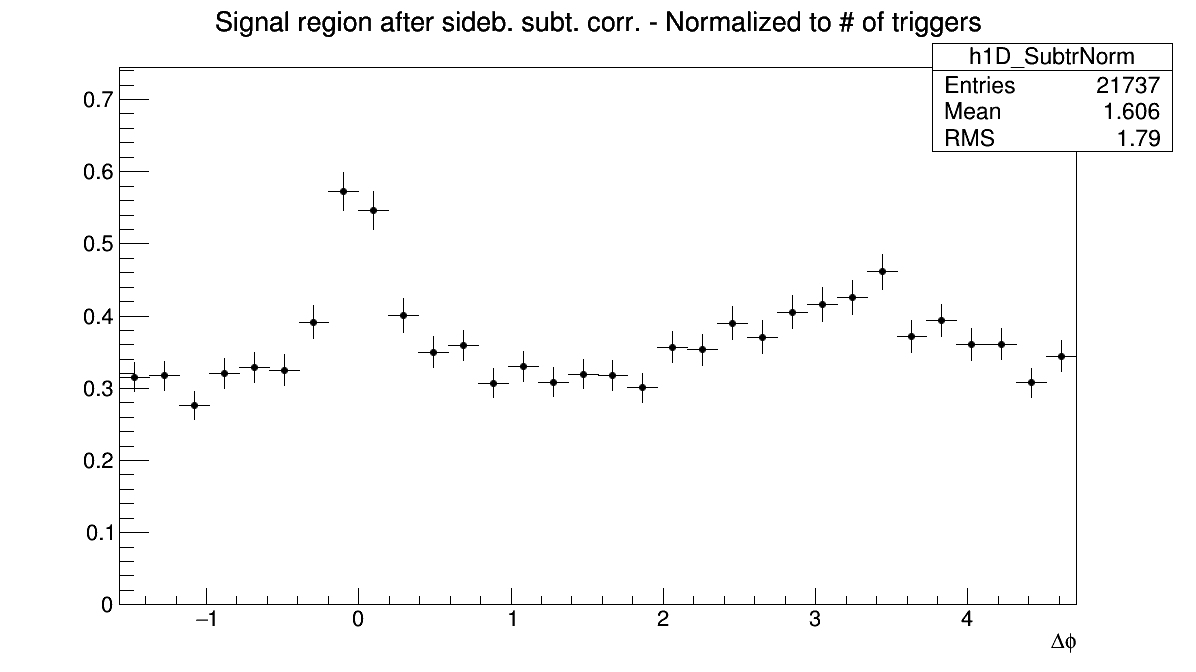 Signal region after sideb. subt. corr. - Normalized to # of triggers
h1D_SubtrNorm
Entries 21737
Mean 1.606
RMS 1.79
0.7
0.6
0.5
0.4
0.3
0.2
0.1
0
−1 0 1 2 3 4
Δϕ